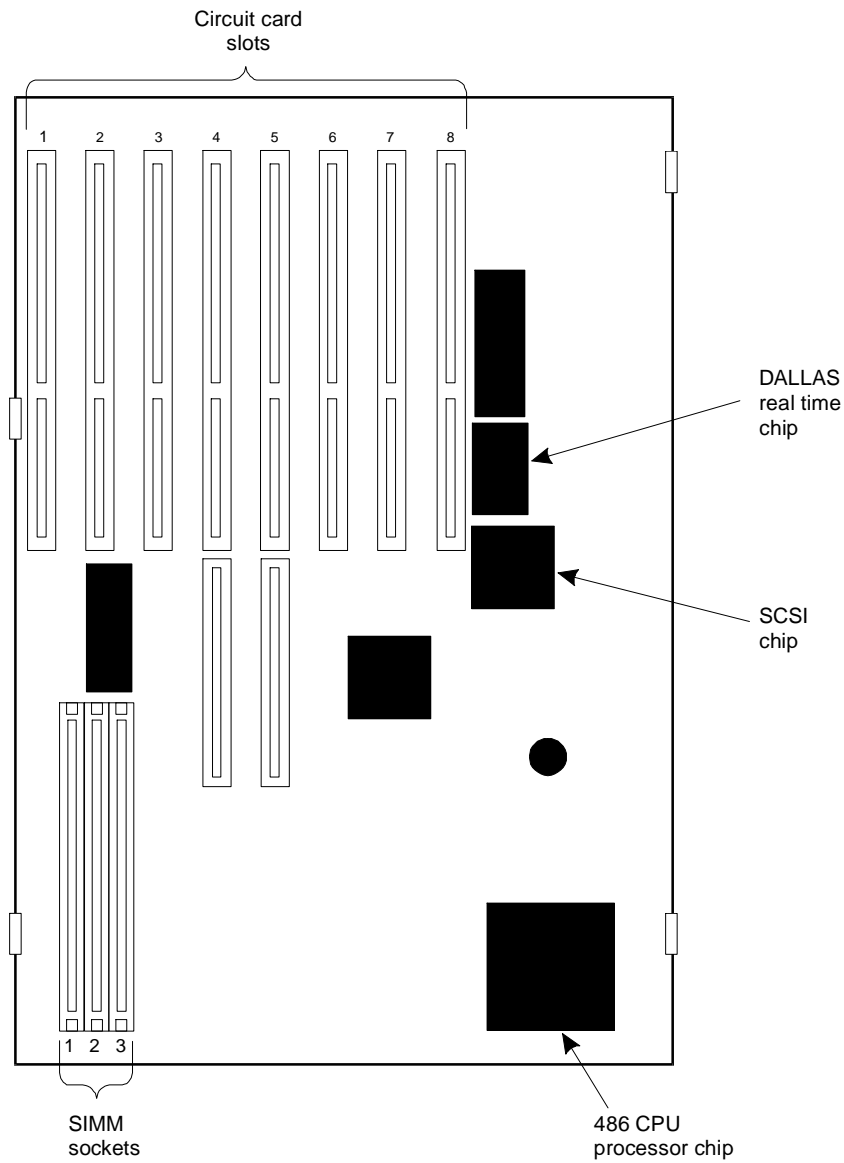 Circuit card
slots
1 2 3 4 5 6 7 8
DALLAS
real time
chip
SCSI
chip
1 2 3
SIMM
sockets
486 CPU
processor chip